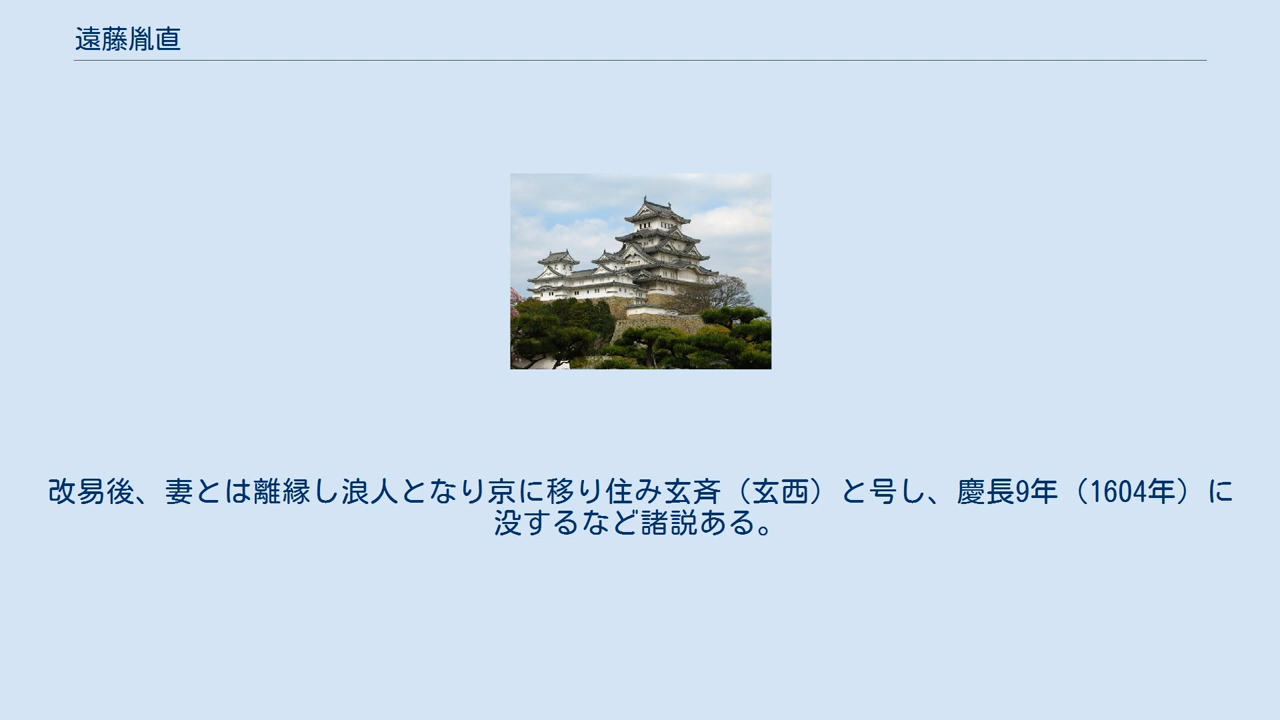 遠藤胤直
改易後、妻とは離縁し浪人となり京に移り住み玄斉（玄西）と号し、慶長9年（1604年）に
没するなど諸説ある。